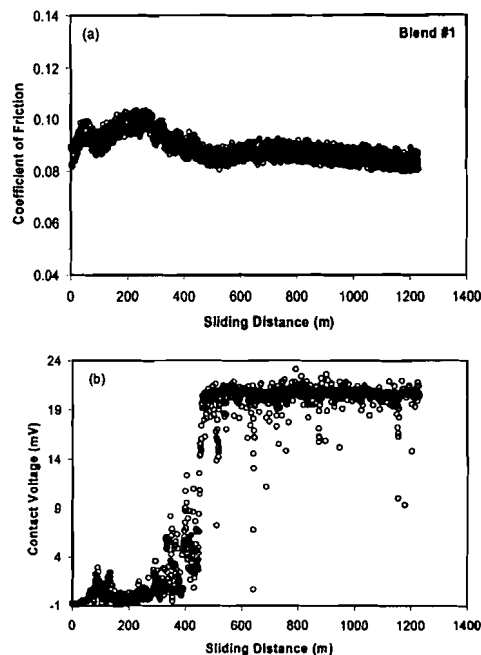 0.14
(a)
Blend #1
0.12
0.10
0.08
0.06
0.04
Coefficient of Friction
0 200 400 600 800 1000 1200 1400
Sliding Distance (m)
24
(b)
19
14
9
4
-1
Contact Voltage (mV)
0 200 400 600 800 1000 1200 1400
Sliding Distance (m)